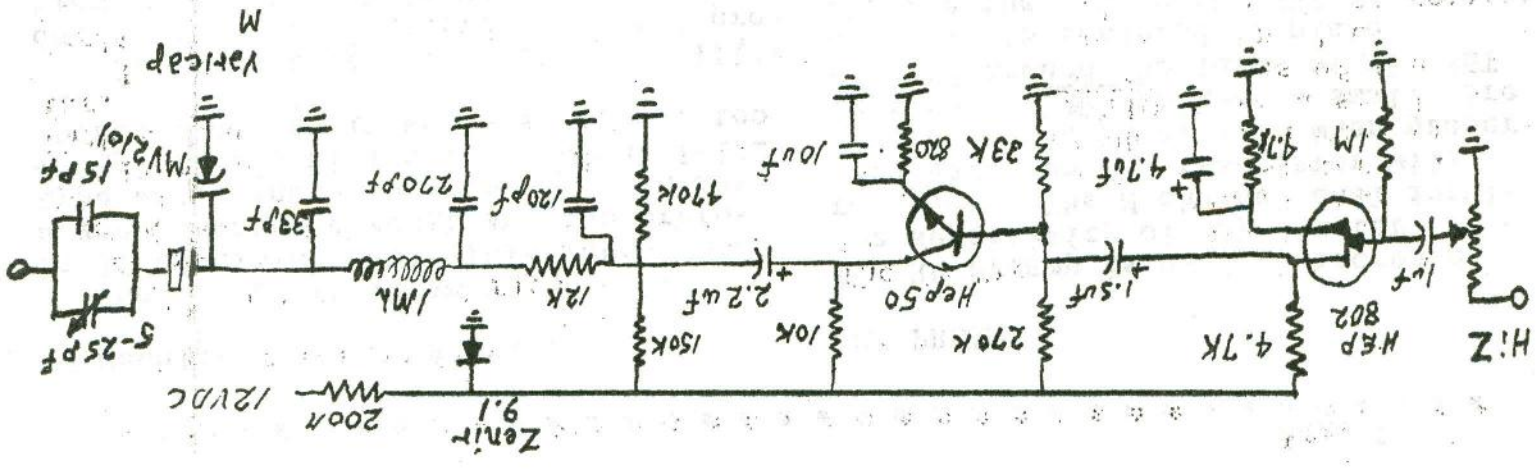 Zenir
9.1
200Ω
12VDC
HiZ
HEP
802
4.7K
270K
10K
150K
5-25pf
1uf
1.5uf
+
Hep50
2.2uf
+
12K
1Mh
15pf
1M
4.7K
4.7uf
+
33K
820
10uf
470K
120pf
270pf
33pf
MV2101
Varicap
M